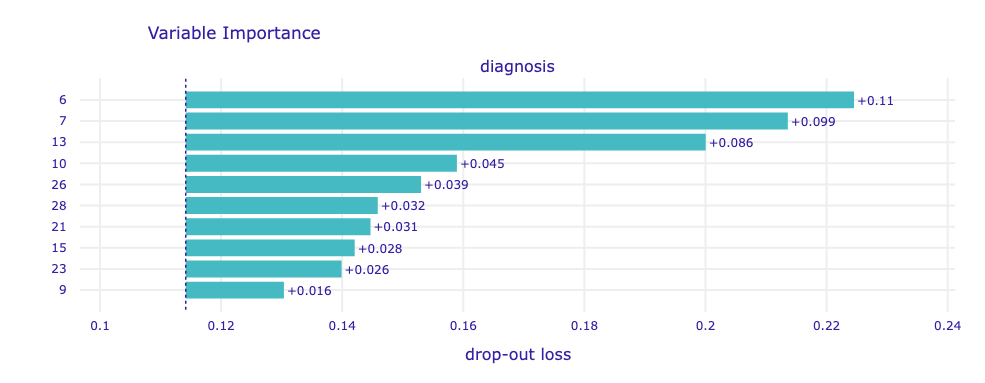 Variable Importance
diagnosis
6 +0.11
7 +0.099
13 +0.086
10 +0.045
26 +0.039
28 +0.032
21 +0.031
15 +0.028
23 +0.026
9 +0.016
0.1 0.12 0.14 0.16 0.18 0.2 0.22 0.24
drop-out loss